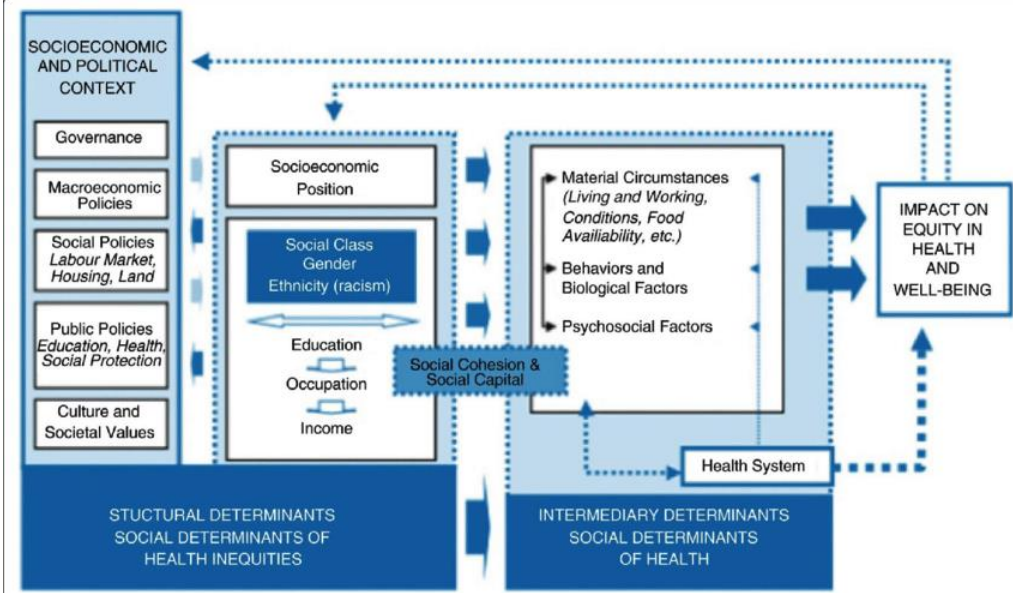 SOCIOECONOMIC
AND POLITICAL
CONTEXT
Governance
Macroeconomic
Policies
Social Policies
Labour Market,
Housing, Land
Public Policies
Education, Health,
Social Protection
Culture and
Societal Values
Socioeconomic
Position
Social Class
Gender
Ethnicity (racism)
Education
Occupation
Income
Social Cohesion &
Social Capital
Material Circumstances
(Living and Working,
Conditions, Food
Availiability, etc.)
Behaviors and
Biological Factors
Psychosocial Factors
Health System
IMPACT ON
EQUITY IN
HEALTH
AND
WELL-BEING
STUCTURAL DETERMINANTS
SOCIAL DETERMINANTS OF
HEALTH INEQUITIES
INTERMEDIARY DETERMINANTS
SOCIAL DETERMINANTS
OF HEALTH